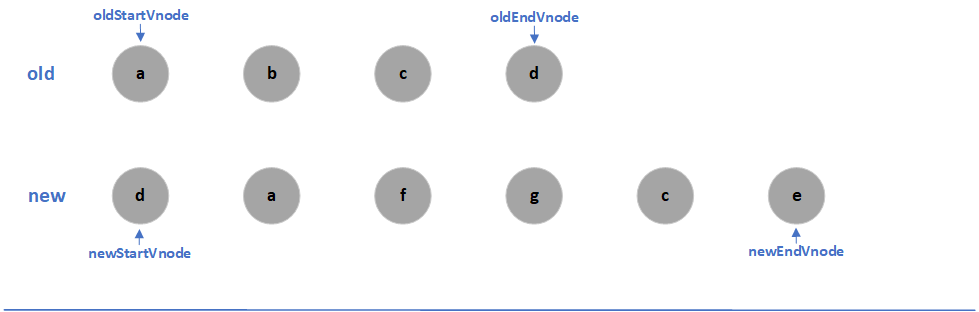 oldStartVnode oldEndVnode
old a b c d
new d a f g c e
newStartVnode newEndVnode